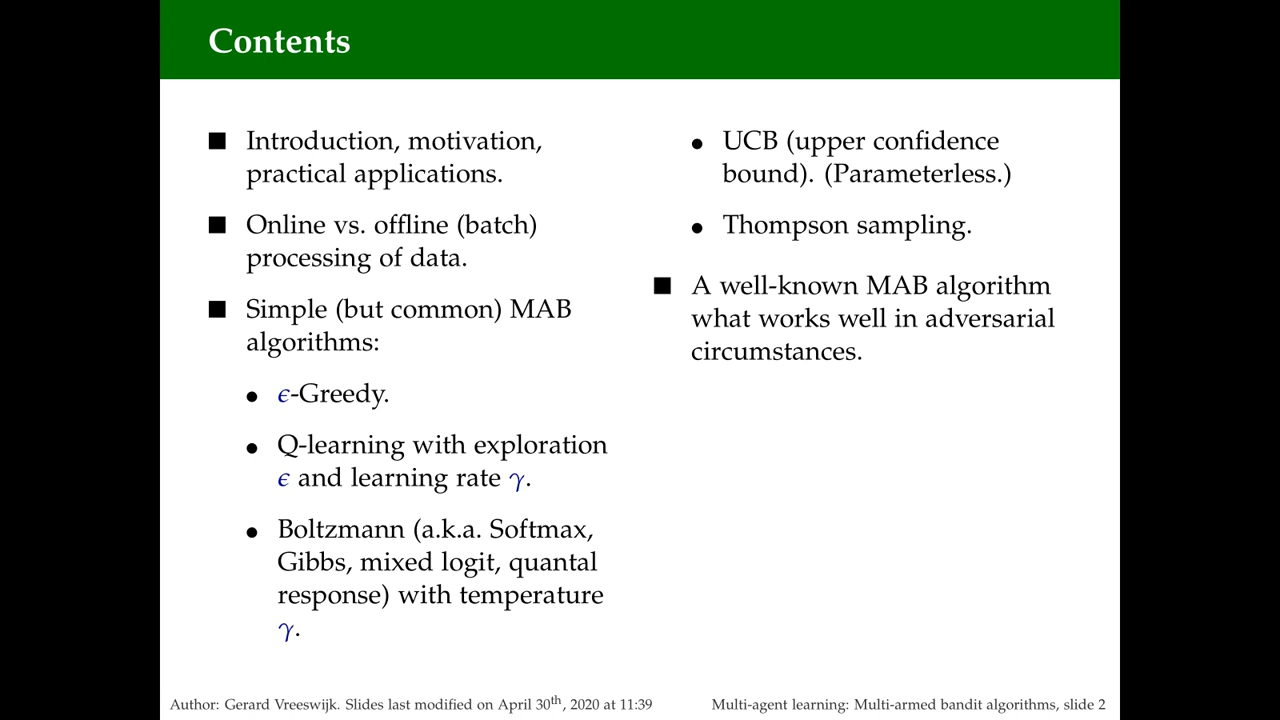 Contents
■ Introduction, motivation,
practical applications.
■ Online vs. offline (batch)
processing of data.
■ Simple (but common) MAB
algorithms:
• ϵ-Greedy.
• Q-learning with exploration
ϵ and learning rate γ.
• Boltzmann (a.k.a. Softmax,
Gibbs, mixed logit, quantal
response) with temperature
γ.
• UCB (upper confidence
bound). (Parameterless.)
• Thompson sampling.
■ A well-known MAB algorithm
what works well in adversarial
circumstances.
Author: Gerard Vreeswijk. Slides last modified on April 30th, 2020 at 11:39
Multi-agent learning: Multi-armed bandit algorithms, slide 2